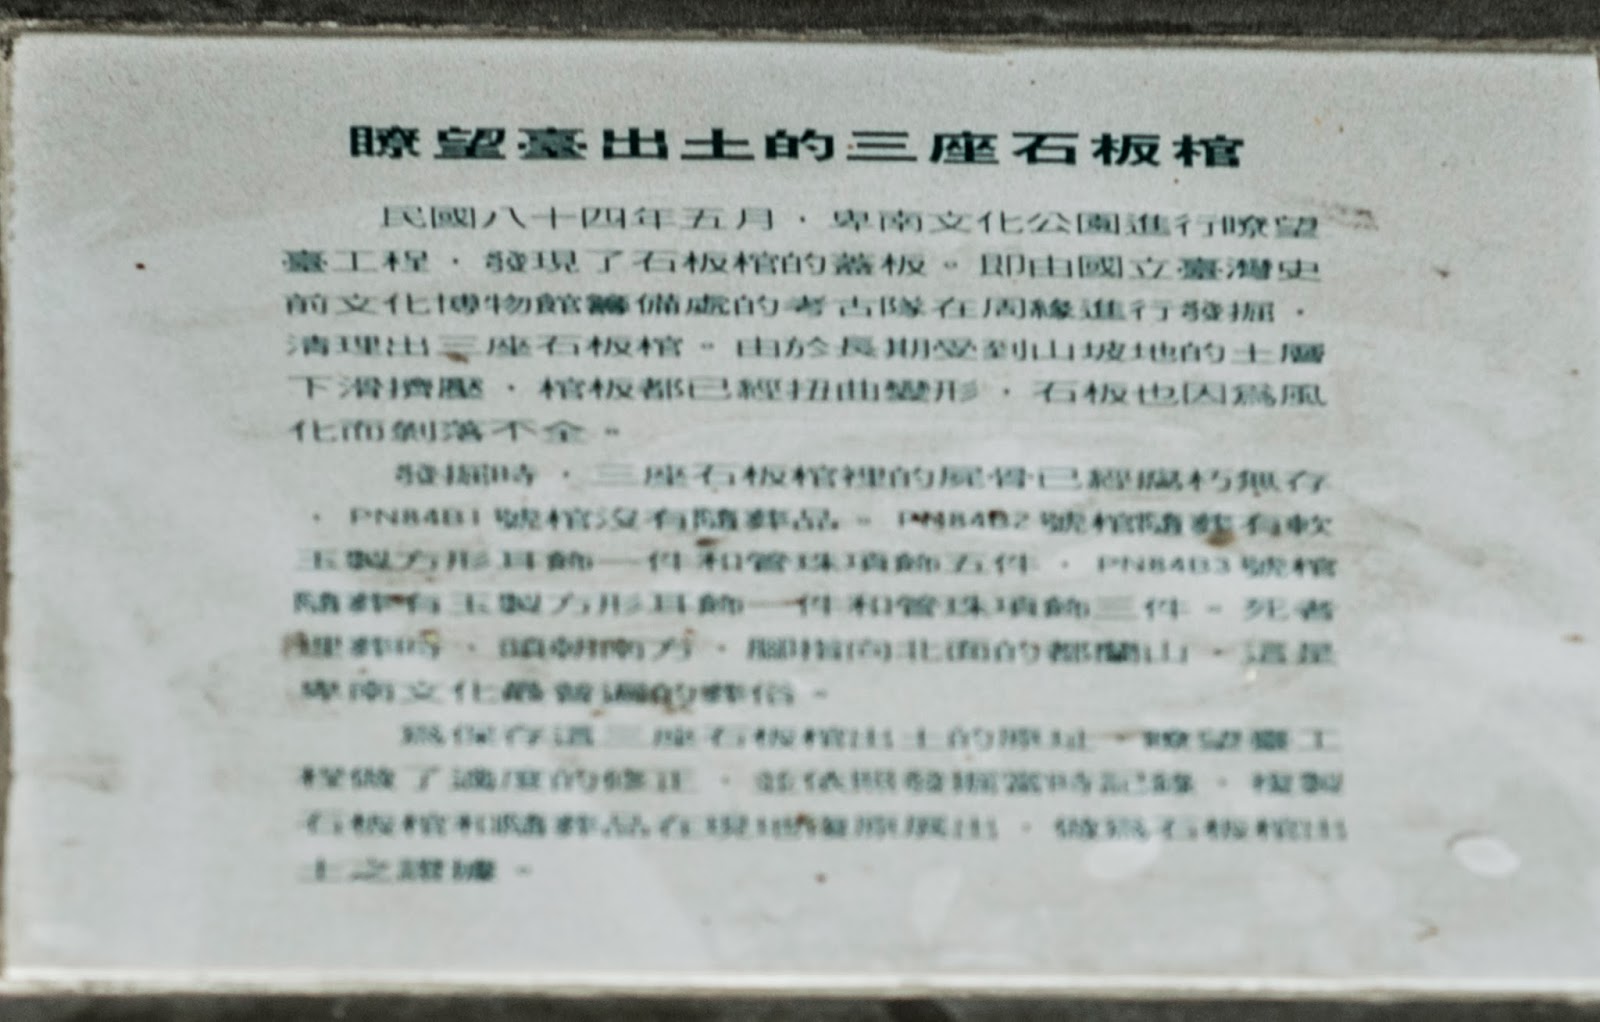 瞭望臺出土的三座石板棺
民國八十四年五月，卑南文化公園進行瞭望
臺工程，發現了石板棺的蓋板。即由國立臺灣史
前文化博物館籌備處的考古隊在周緣進行發掘，
清理出三座石板棺。由於長期受到山坡地的土層
下滑擠壓，棺板都已經扭曲變形，石板也因為風
化而剝落不全。
發掘時，三座石板棺裡的屍骨已經腐朽無存
，PN84B1號棺沒有隨葬品。PN84B2號棺隨葬有軟
玉製方形耳飾一件和管珠項飾五件，PN84B3號棺
隨葬有玉製方形耳飾一件和管珠項飾三件。死者
埋葬時，頭朝南方，腳指向北面的都蘭山，這是
卑南文化最普遍的葬俗。
為保存這三座石板棺出土的原址，瞭望臺工
程做了適度的修正，並依照發掘當時記錄，複製
石板棺和隨葬品在現地復原展出，做為石板棺出
土之證據。